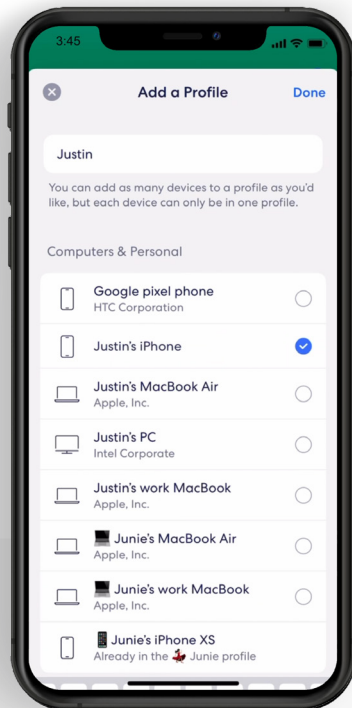 3:45
Add a Profile
Done
Justin
You can add as many devices to a profile as you'd
like, but each device can only be in one profile.
Computers & Personal
Google pixel phone
HTC Corporation
Justin's iPhone
Justin's MacBook Air
Apple, Inc.
Justin's PC
Intel Corporate
Justin's work MacBook
Apple, Inc.
💻 Junie's MacBook Air
Apple, Inc.
💻 Junie's work MacBook
Apple, Inc.
📱 Junie's iPhone XS
Already in the 💃 Junie profile